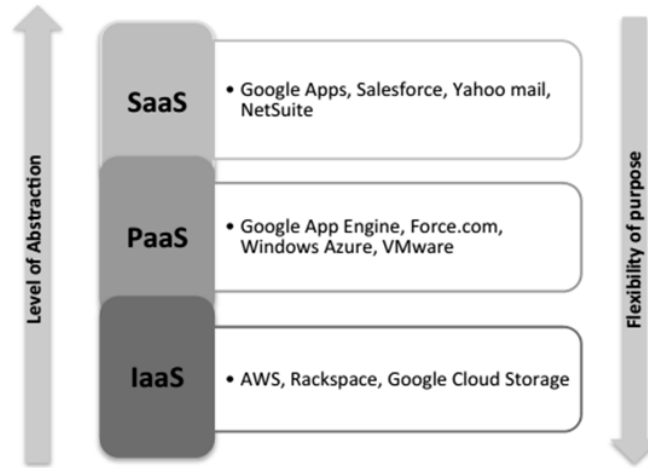 Level of Abstraction
SaaS
• Google Apps, Salesforce, Yahoo mail,
NetSuite
PaaS
• Google App Engine, Force.com,
Windows Azure, VMware
IaaS
• AWS, Rackspace, Google Cloud Storage
Flexibility of purpose